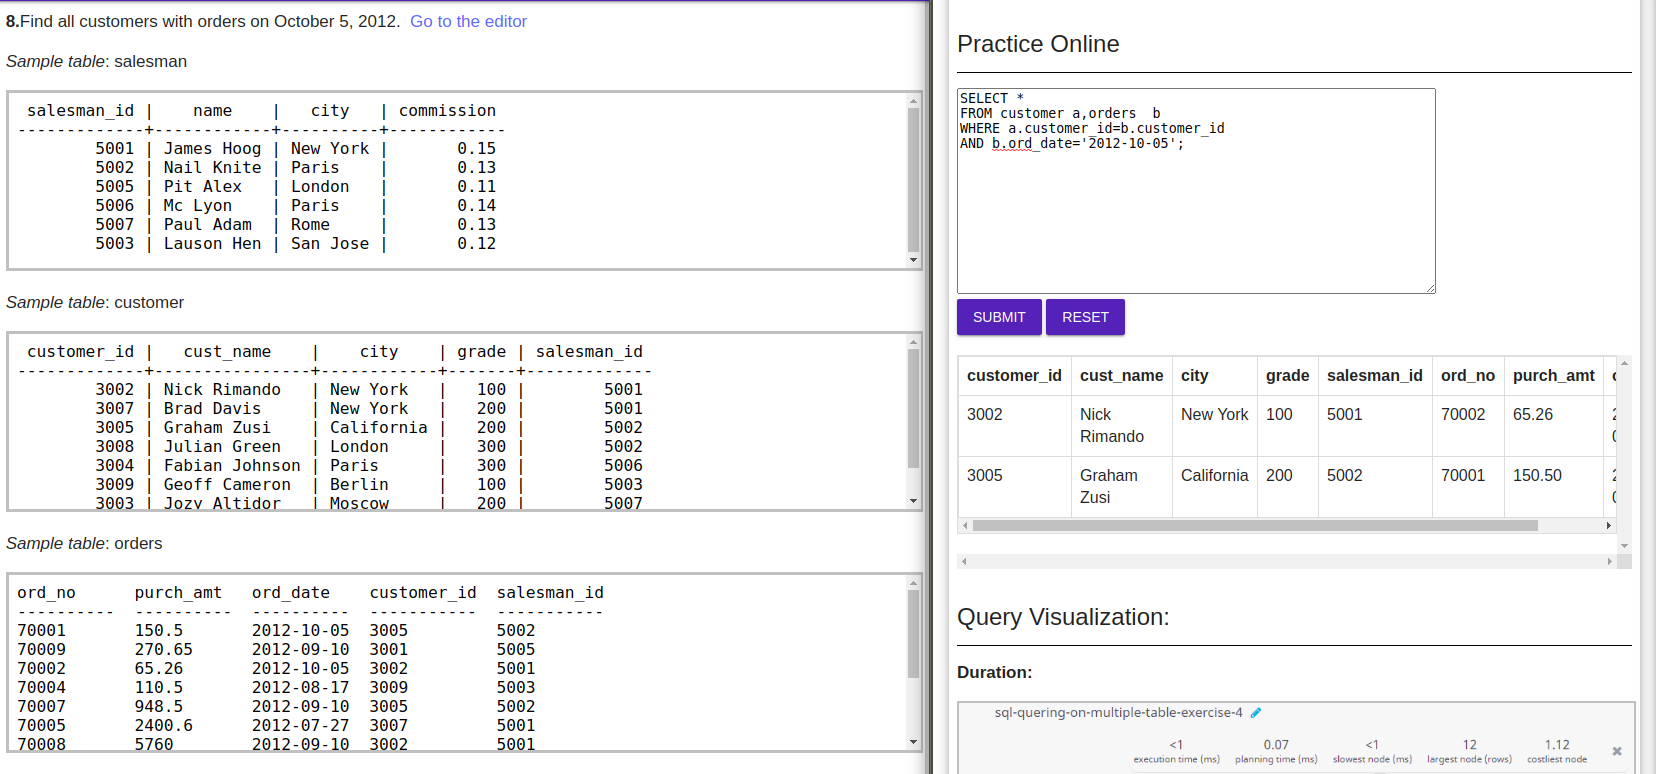 8.Find all customers with orders on October 5, 2012. Go to the editor
Sample table: salesman
salesman_id | name | city | commission
-------------+------------+----------+------------
5001 | James Hoog | New York | 0.15
5002 | Nail Knite | Paris | 0.13
5005 | Pit Alex | London | 0.11
5006 | Mc Lyon | Paris | 0.14
5007 | Paul Adam | Rome | 0.13
5003 | Lauson Hen | San Jose | 0.12
Sample table: customer
customer_id | cust_name | city | grade | salesman_id
-------------+----------------+------------+-------+-------------
3002 | Nick Rimando | New York | 100 | 5001
3007 | Brad Davis | New York | 200 | 5001
3005 | Graham Zusi | California | 200 | 5002
3008 | Julian Green | London | 300 | 5002
3004 | Fabian Johnson | Paris | 300 | 5006
3009 | Geoff Cameron | Berlin | 100 | 5003
3003 | Jozy Altidor | Moscow | 200 | 5007
Sample table: orders
ord_no purch_amt ord_date customer_id salesman_id
---------- ---------- ---------- ----------- -----------
70001 150.5 2012-10-05 3005 5002
70009 270.65 2012-09-10 3001 5005
70002 65.26 2012-10-05 3002 5001
70004 110.5 2012-08-17 3009 5003
70007 948.5 2012-09-10 3005 5002
70005 2400.6 2012-07-27 3007 5001
70008 5760 2012-09-10 3002 5001
Practice Online
SELECT *
FROM customer a,orders b
WHERE a.customer_id=b.customer_id
AND b.ord_date='2012-10-05';
SUBMIT RESET
customer_id cust_name city grade salesman_id ord_no purch_amt
3002 Nick New York 100 5001 70002 65.26
Rimando
3005 Graham California 200 5002 70001 150.50
Zusi
Query Visualization:
Duration:
sql-quering-on-multiple-table-exercise-4
<1 0.07 <1 12 1.12
execution time (ms) planning time (ms) slowest node (ms) largest node (rows) costliest node